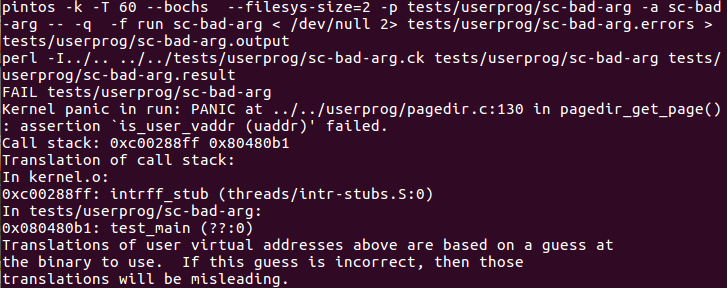 pintos -k -T 60 --bochs  --filesys-size=2 -p tests/userprog/sc-bad-arg -a sc-bad
-arg -- -q  -f run sc-bad-arg < /dev/null 2> tests/userprog/sc-bad-arg.errors >
tests/userprog/sc-bad-arg.output
perl -I../.. ../../tests/userprog/sc-bad-arg.ck tests/userprog/sc-bad-arg tests/
userprog/sc-bad-arg.result
FAIL tests/userprog/sc-bad-arg
Kernel panic in run: PANIC at ../../userprog/pagedir.c:130 in pagedir_get_page()
: assertion `is_user_vaddr (uaddr)' failed.
Call stack: 0xc00288ff 0x80480b1
Translation of call stack:
In kernel.o:
0xc00288ff: intrff_stub (threads/intr-stubs.S:0)
In tests/userprog/sc-bad-arg:
0x080480b1: test_main (??:0)
Translations of user virtual addresses above are based on a guess at
the binary to use.  If this guess is incorrect, then those
translations will be misleading.